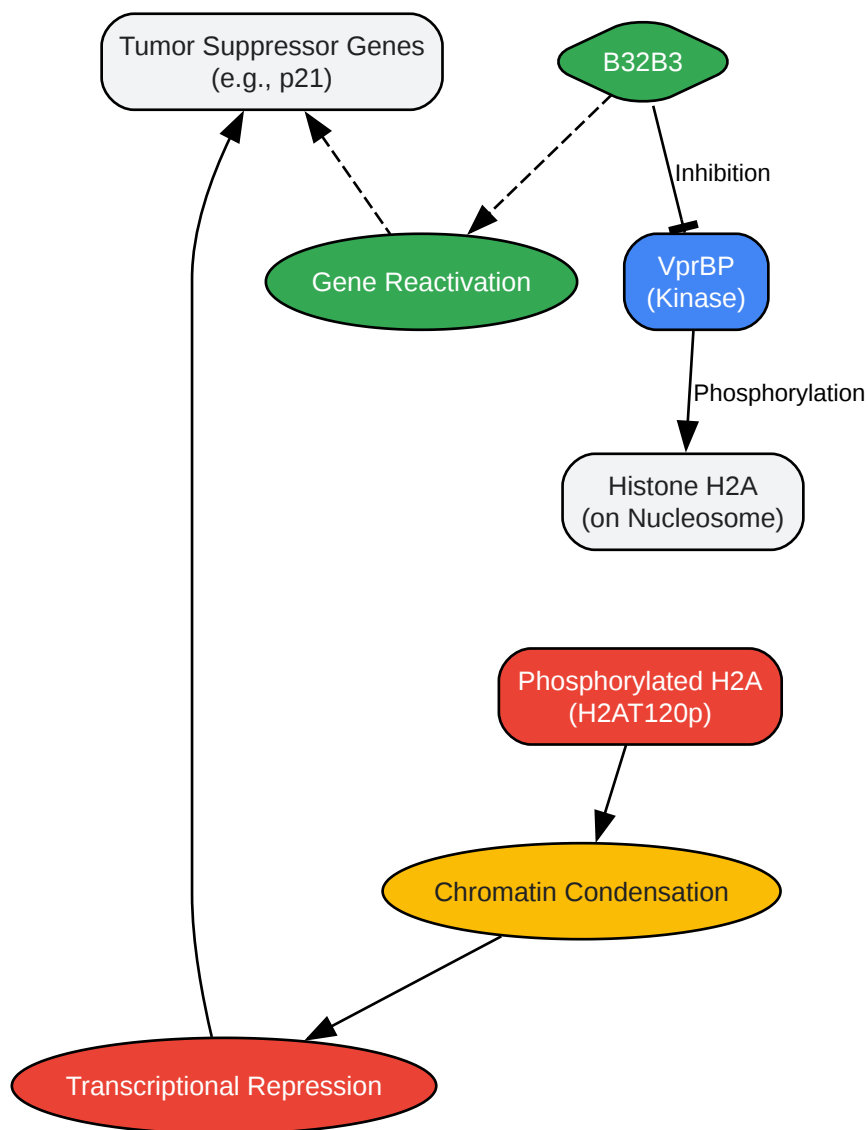 Tumor Suppressor Genes
(e.g., p21)
B32B3
Inhibition
Gene Reactivation
VprBP
(Kinase)
Phosphorylation
Histone H2A
(on Nucleosome)
Phosphorylated H2A
(H2AT120p)
Chromatin Condensation
Transcriptional Repression